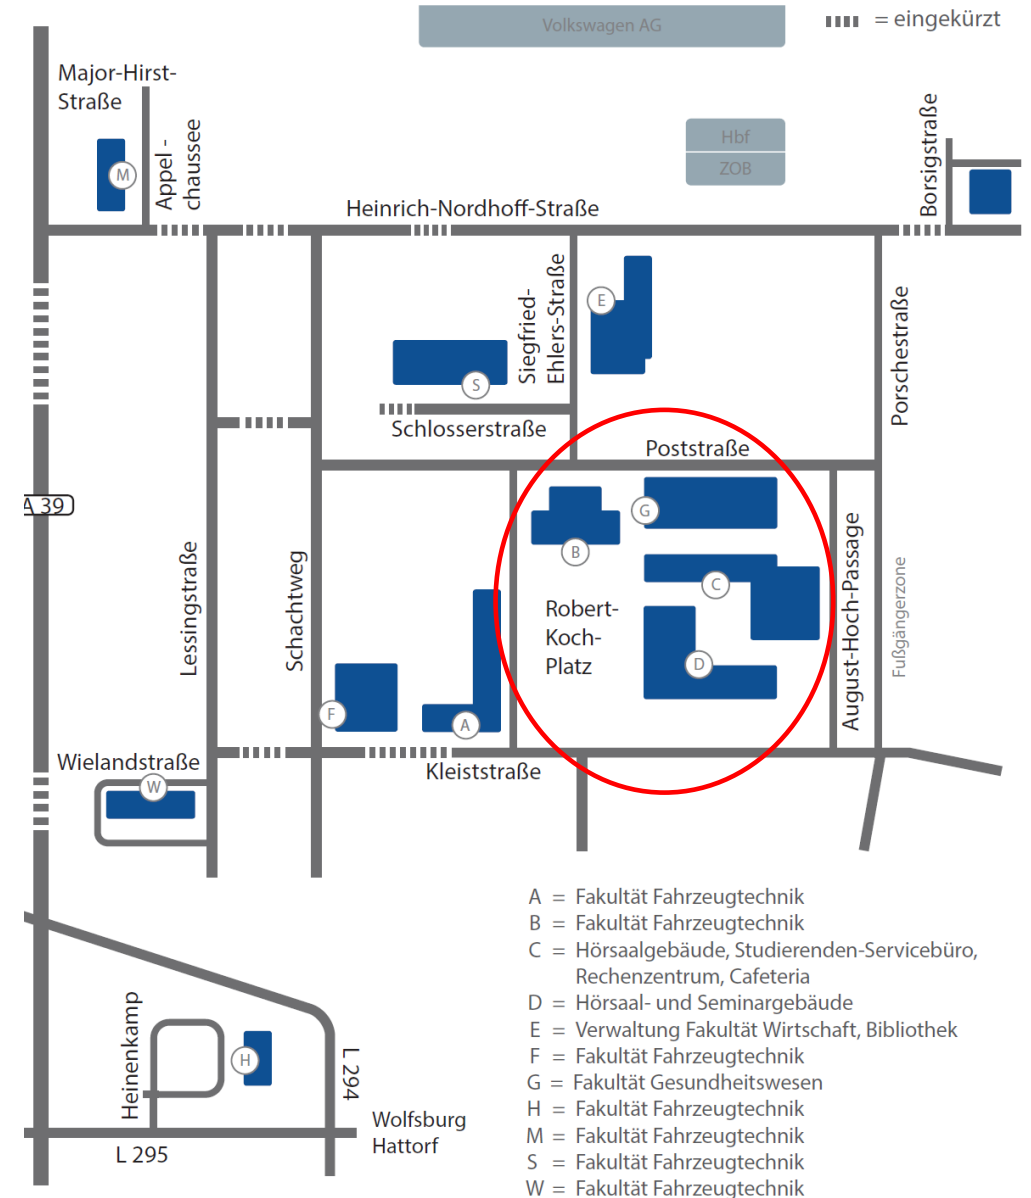 Volkswagen AG
= eingekürzt
Major-Hirst-
Straße
Appel -
chaussee
M
Hbf
ZOB
Borsigstraße
Heinrich-Nordhoff-Straße
Siegfried-
Ehlers-Straße
E
Porschestraße
S
Schlosserstraße
Poststraße
A 39
G
B
C
Robert-
Koch-
Platz
D
August-Hoch-Passage
Fußgängerzone
Lessingstraße
Schachtweg
F
A
Wielandstraße
W
Kleiststraße
A = Fakultät Fahrzeugtechnik
B = Fakultät Fahrzeugtechnik
C = Hörsaalgebäude, Studierenden-Servicebüro,
Rechenzentrum, Cafeteria
D = Hörsaal- und Seminargebäude
E = Verwaltung Fakultät Wirtschaft, Bibliothek
F = Fakultät Fahrzeugtechnik
G = Fakultät Gesundheitswesen
H = Fakultät Fahrzeugtechnik
M = Fakultät Fahrzeugtechnik
S = Fakultät Fahrzeugtechnik
W = Fakultät Fahrzeugtechnik
Heinenkamp
H
L 294
Wolfsburg
Hattorf
L 295